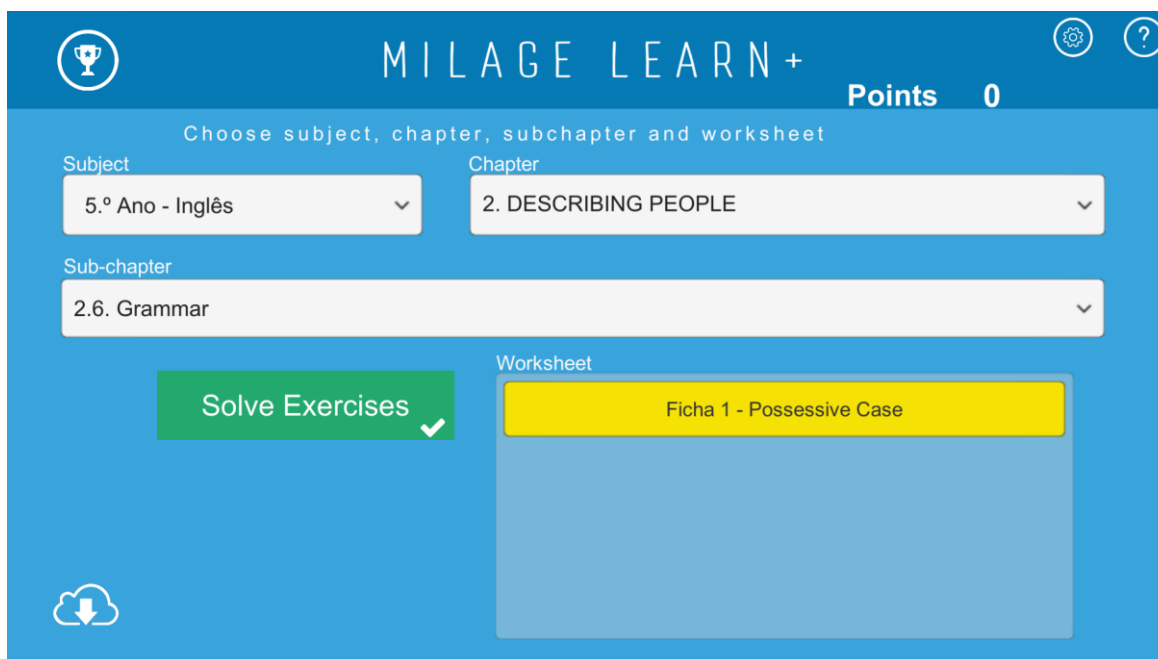 MILAGE LEARN+
?
Points 0
Choose subject, chapter, subchapter and worksheet
Subject
Chapter
5.º Ano - Inglês
2. DESCRIBING PEOPLE
Sub-chapter
2.6. Grammar
Worksheet
Solve Exercises
Ficha 1 - Possessive Case